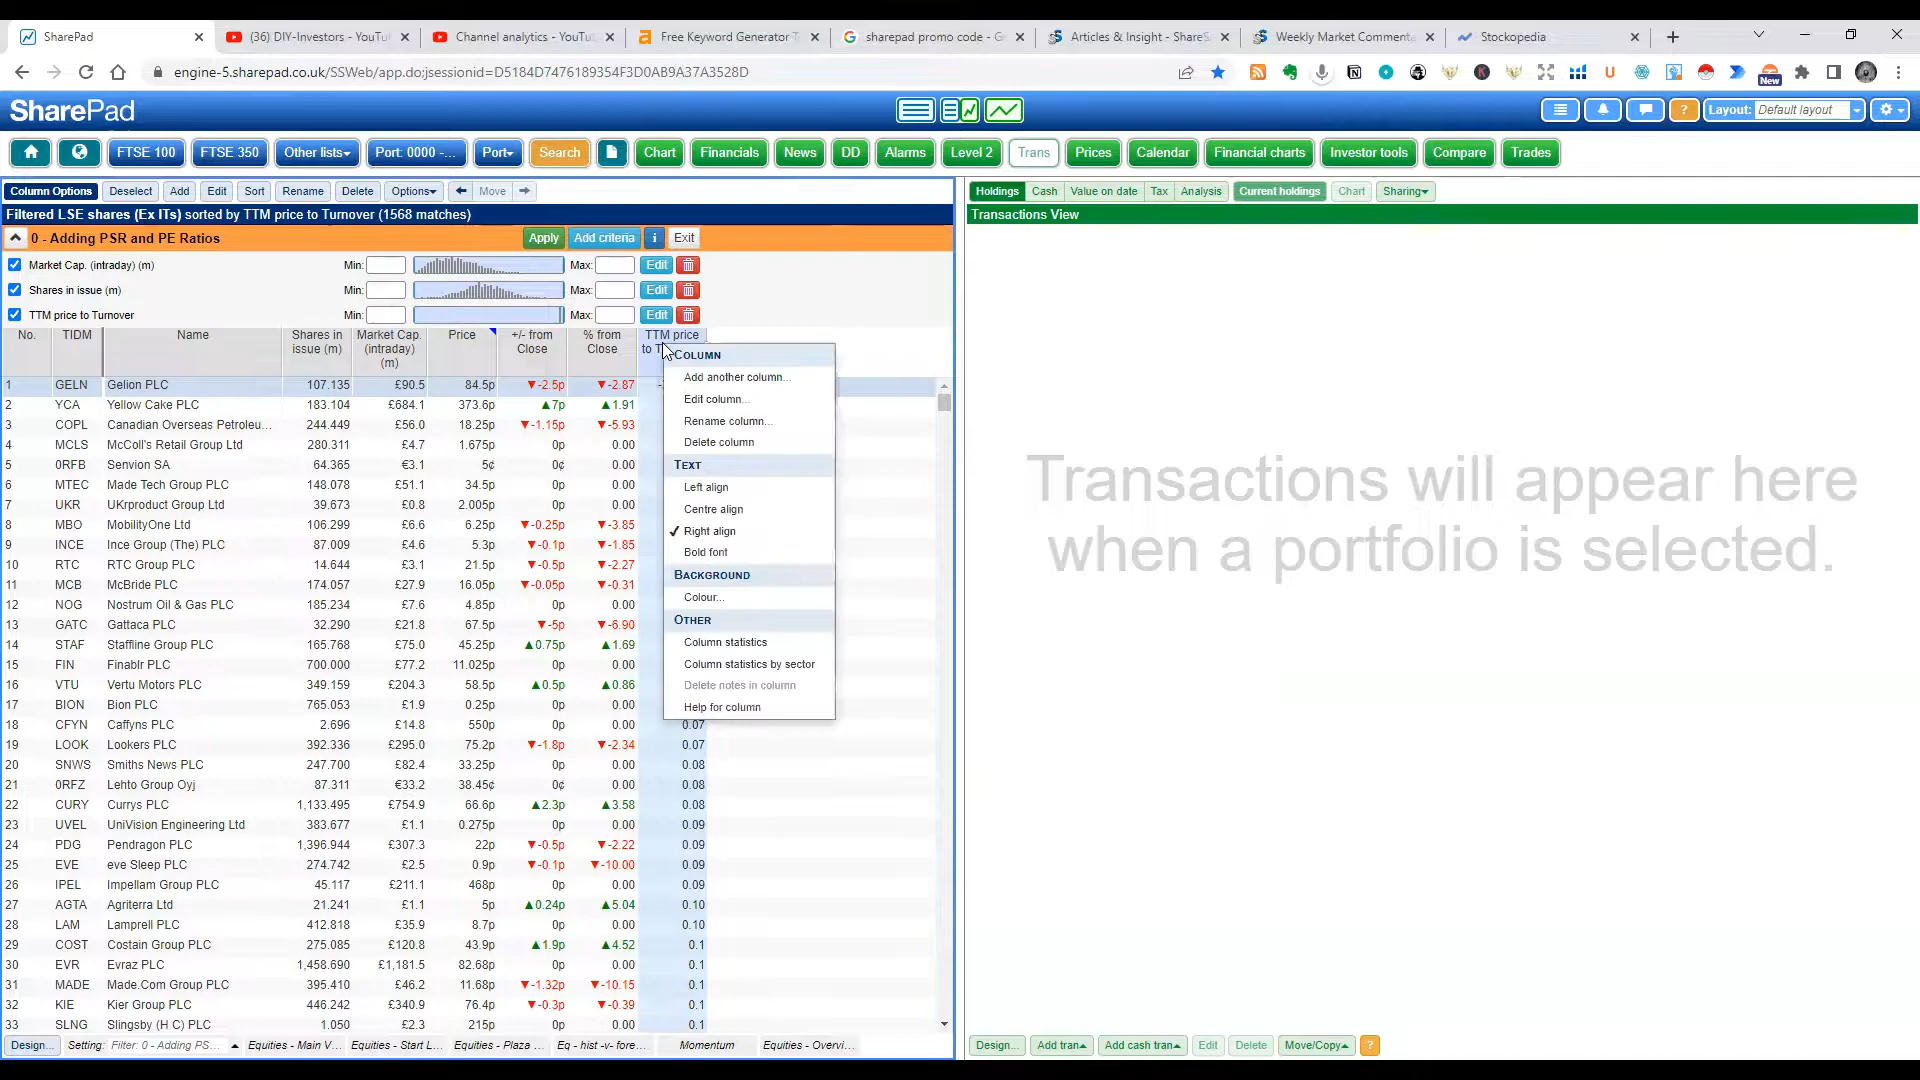 SharePad
(36) DIY-Investors - YouTu
Channel analytics - YouTu
Free Keyword Generator T
sharepad promo code - G
Articles & Insight - ShareS
Weekly Market Commenta
Stockopedia
engine-5.sharepad.co.uk/SSWeb/app.do;jsessionid=D5184D7476189354F3D0AB9A37A3528D
New
SharePad
Layout: Default layout
FTSE 100 FTSE 350 Other lists Port: 0000 -... Port Search Chart Financials News DD Alarms Level 2 Trans Prices Calendar Financial charts Investor tools Compare Trades
Column Options Deselect Add Edit Sort Rename Delete Options Move
Holdings Cash Value on date Tax Analysis Current holdings Chart Sharing
Filtered LSE shares (Ex ITs) sorted by TTM price to Turnover (1568 matches)
Transactions View
0 - Adding PSR and PE Ratios Apply Add criteria i Exit
Market Cap. (intraday) (m) Min: Max: Edit
Shares in issue (m) Min: Max: Edit
TTM price to Turnover Min: Max: Edit
No. TIDM Name Shares in issue (m) Market Cap. (intraday) (m) Price +/- from Close % from Close TTM price to T
1 GELN Gelion PLC 107.135 £90.5 84.5p ▼-2.5p ▼-2.87
2 YCA Yellow Cake PLC 183.104 £684.1 373.6p ▲7p ▲1.91
3 COPL Canadian Overseas Petroleu... 244.449 £56.0 18.25p ▼-1.15p ▼-5.93
4 MCLS McColl's Retail Group Ltd 280.311 £4.7 1.675p 0p 0.00
5 0RFB Senvion SA 64.365 €3.1 5¢ 0¢ 0.00
6 MTEC Made Tech Group PLC 148.078 £51.1 34.5p 0p 0.00
7 UKR UKrproduct Group Ltd 39.673 £0.8 2.005p 0p 0.00
8 MBO MobilityOne Ltd 106.299 £6.6 6.25p ▼-0.25p ▼-3.85
9 INCE Ince Group (The) PLC 87.009 £4.6 5.3p ▼-0.1p ▼-1.85
10 RTC RTC Group PLC 14.644 £3.1 21.5p ▼-0.5p ▼-2.27
11 MCB McBride PLC 174.057 £27.9 16.05p ▼-0.05p ▼-0.31
12 NOG Nostrum Oil & Gas PLC 185.234 £7.6 4.85p 0p 0.00
13 GATC Gattaca PLC 32.290 £21.8 67.5p ▼-5p ▼-6.90
14 STAF Staffline Group PLC 165.768 £75.0 45.25p ▲0.75p ▲1.69
15 FIN Finablr PLC 700.000 £77.2 11.025p 0p 0.00
16 VTU Vertu Motors PLC 349.159 £204.3 58.5p ▲0.5p ▲0.86
17 BION Bion PLC 765.053 £1.9 0.25p 0p 0.00
18 CFYN Caffyns PLC 2.696 £14.8 550p 0p 0.00 0.07
19 LOOK Lookers PLC 392.336 £295.0 75.2p ▼-1.8p ▼-2.34 0.07
20 SNWS Smiths News PLC 247.700 £82.4 33.25p 0p 0.00 0.08
21 0RFZ Lehto Group Oyj 87.311 €33.2 38.45¢ 0¢ 0.00 0.08
22 CURY Currys PLC 1,133.495 £754.9 66.6p ▲2.3p ▲3.58 0.08
23 UVEL UniVision Engineering Ltd 383.677 £1.1 0.275p 0p 0.00 0.09
24 PDG Pendragon PLC 1,396.944 £307.3 22p ▼-0.5p ▼-2.22 0.09
25 EVE eve Sleep PLC 274.742 £2.5 0.9p ▼-0.1p ▼-10.00 0.09
26 IPEL Impellam Group PLC 45.117 £211.1 468p 0p 0.00 0.09
27 AGTA Agriterra Ltd 21.241 £1.1 5p ▲0.24p ▲5.04 0.10
28 LAM Lamprell PLC 412.818 £35.9 8.7p 0p 0.00 0.10
29 COST Costain Group PLC 275.085 £120.8 43.9p ▲1.9p ▲4.52 0.1
30 EVR Evraz PLC 1,458.690 £1,181.5 82.68p 0p 0.00 0.1
31 MADE Made.Com Group PLC 395.410 £46.2 11.68p ▼-1.32p ▼-10.15 0.1
32 KIE Kier Group PLC 446.242 £340.9 76.4p ▼-0.3p ▼-0.39 0.1
33 SLNG Slingsby (H C) PLC 1.050 £2.3 215p 0p 0.00 0.1
COLUMN
Add another column...
Edit column...
Rename column...
Delete column
TEXT
Left align
Centre align
✓ Right align
Bold font
BACKGROUND
Colour...
OTHER
Column statistics
Column statistics by sector
Delete notes in column
Help for column
Transactions will appear here
when a portfolio is selected.
Design... Setting: Filter: 0 - Adding PS... Equities - Main V... Equities - Start L... Equities - Plaza ... Eq - hist -v- fore... Momentum Equities - Overvi...
Design... Add tran Add cash tran Edit Delete Move/Copy ?